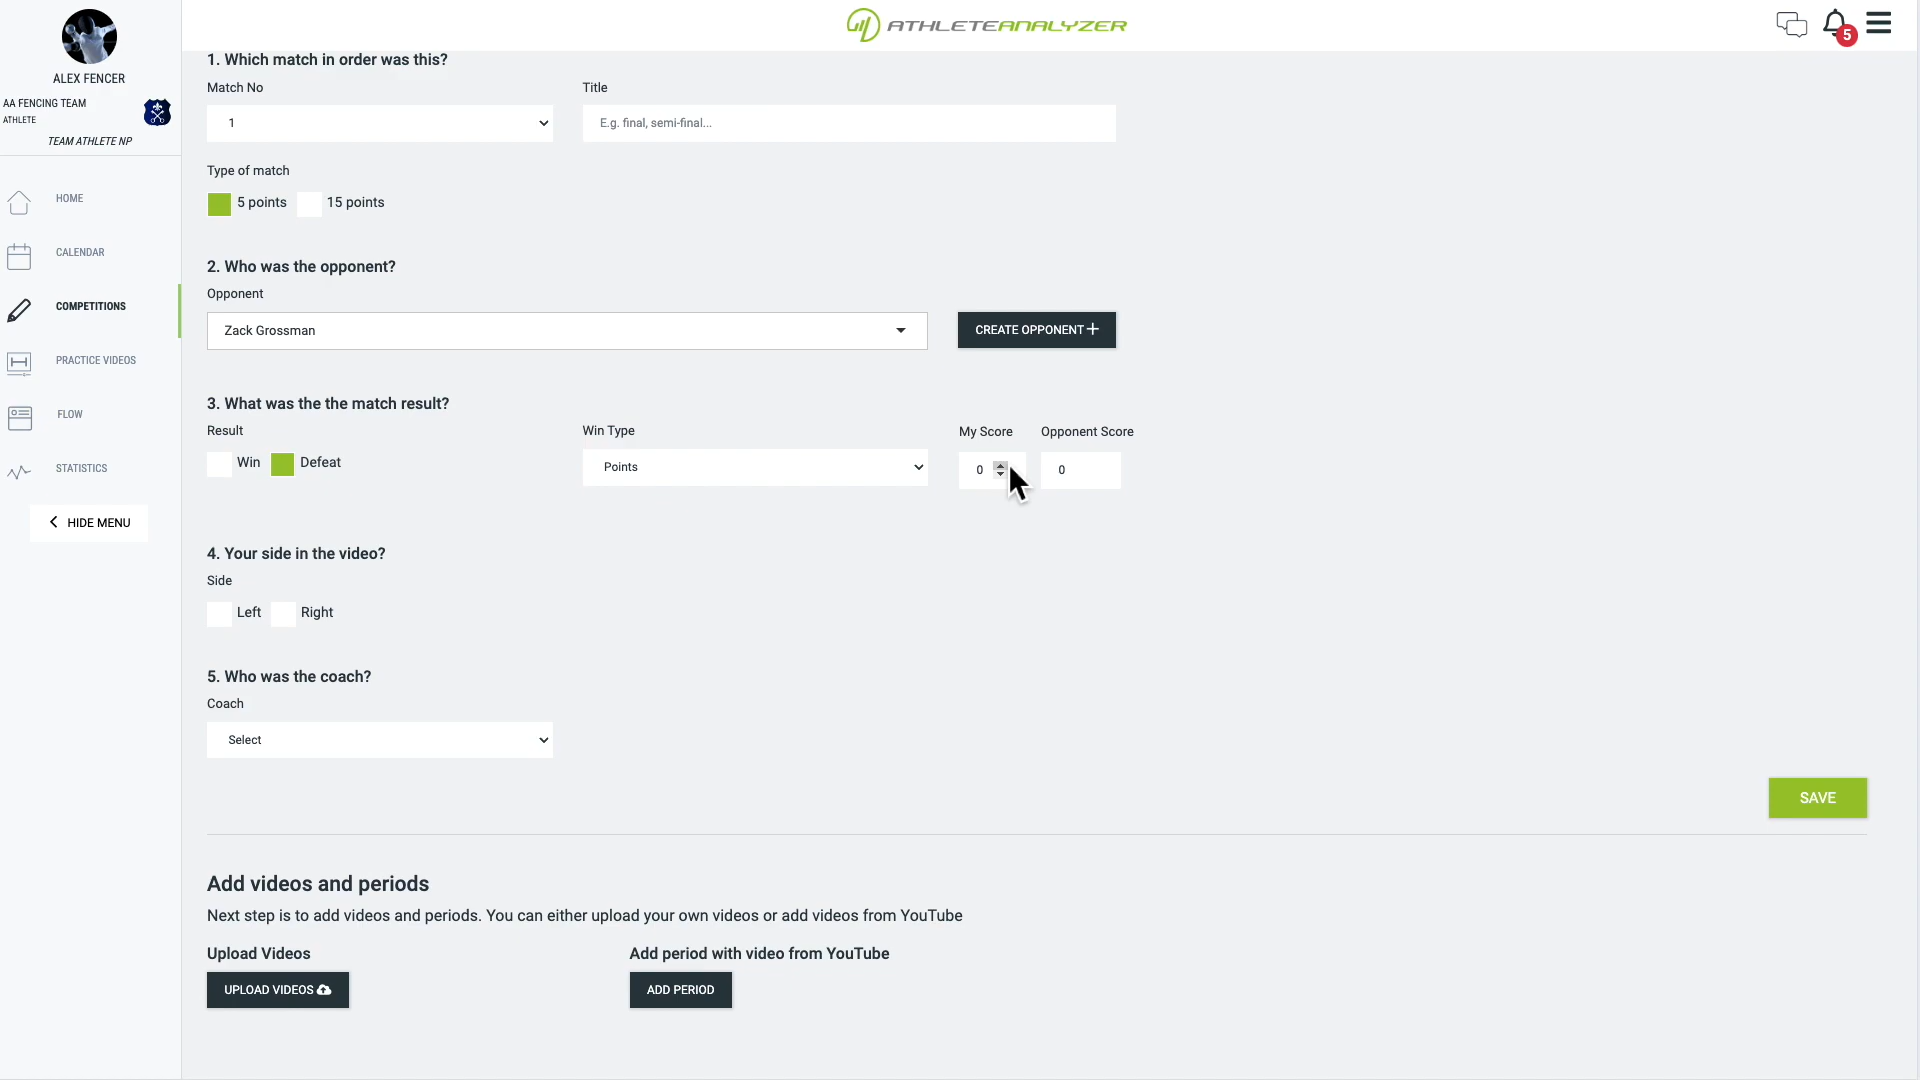 ALEX FENCER
AA FENCING TEAM
ATHLETE
TEAM ATHLETE NP
HOME
CALENDAR
COMPETITIONS
PRACTICE VIDEOS
FLOW
STATISTICS
HIDE MENU
ATHLETEANALYZER
5
1. Which match in order was this?
Match No
Title
1
E.g. final, semi-final...
Type of match
5 points
15 points
2. Who was the opponent?
Opponent
Zack Grossman
CREATE OPPONENT
3. What was the the match result?
Result
Win Type
My Score
Opponent Score
Win
Defeat
Points
0
0
4. Your side in the video?
Side
Left
Right
5. Who was the coach?
Coach
Select
SAVE
Add videos and periods
Next step is to add videos and periods. You can either upload your own videos or add videos from YouTube
Upload Videos
Add period with video from YouTube
UPLOAD VIDEOS
ADD PERIOD